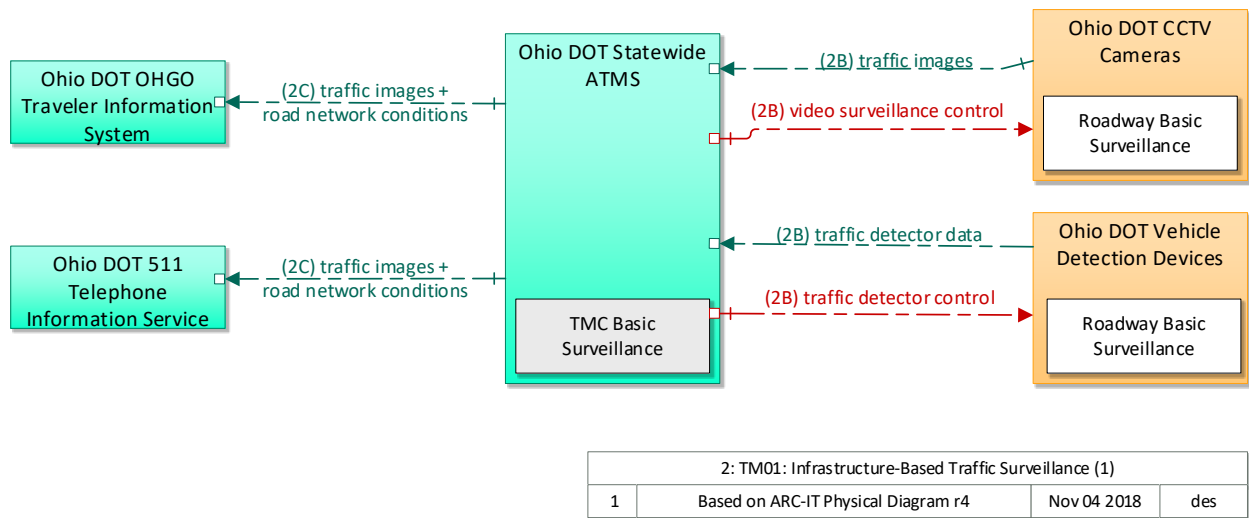 Ohio DOT OHGO
Traveler Information
System
(2C) traffic images +
road network conditions
Ohio DOT 511
Telephone
Information Service
(2C) traffic images +
road network conditions
Ohio DOT Statewide
ATMS
TMC Basic
Surveillance
(2B) traffic images
(2B) video surveillance control
(2B) traffic detector data
(2B) traffic detector control
Ohio DOT CCTV
Cameras
Roadway Basic
Surveillance
Ohio DOT Vehicle
Detection Devices
Roadway Basic
Surveillance
2: TM01: Infrastructure-Based Traffic Surveillance (1)
1 Based on ARC-IT Physical Diagram r4 Nov 04 2018 des